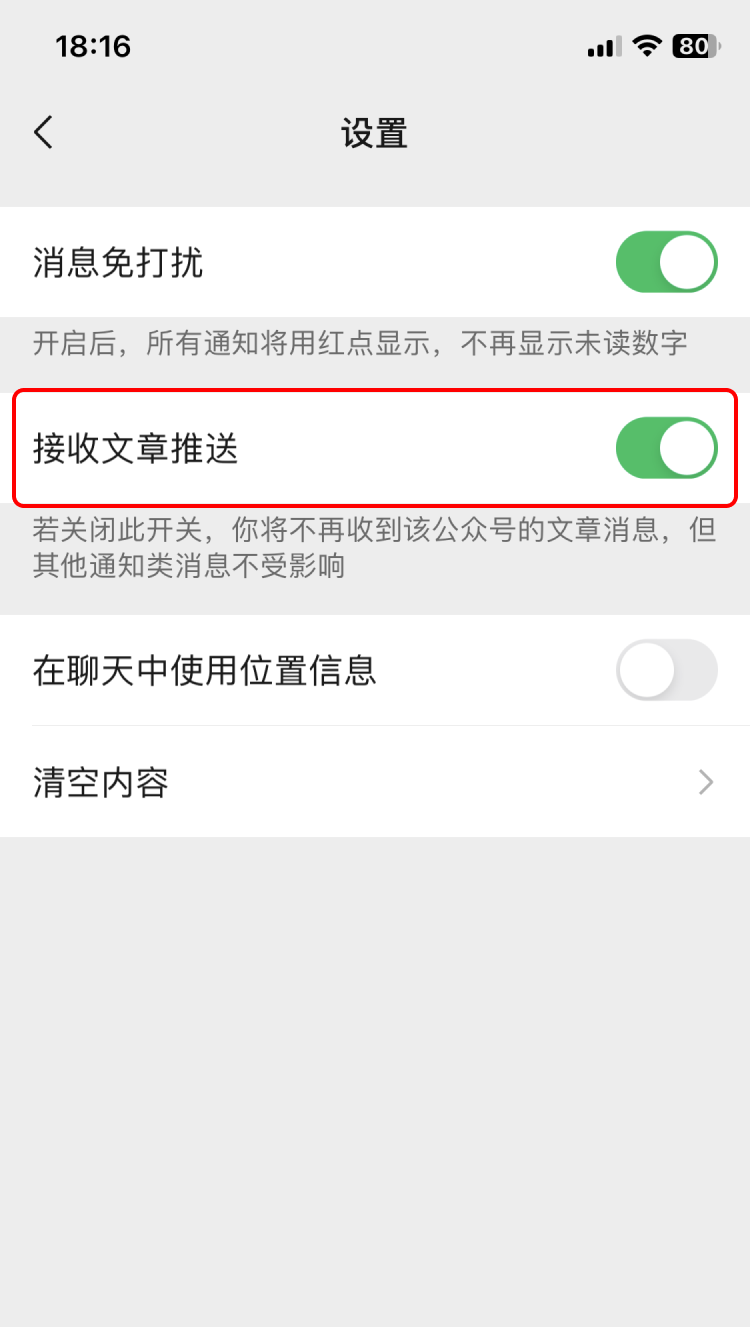 18:16
80
设置
消息免打扰
开启后，所有通知将用红点显示，不再显示未读数字
接收文章推送
若关闭此开关，你将不再收到该公众号的文章消息，但
其他通知类消息不受影响
在聊天中使用位置信息
清空内容